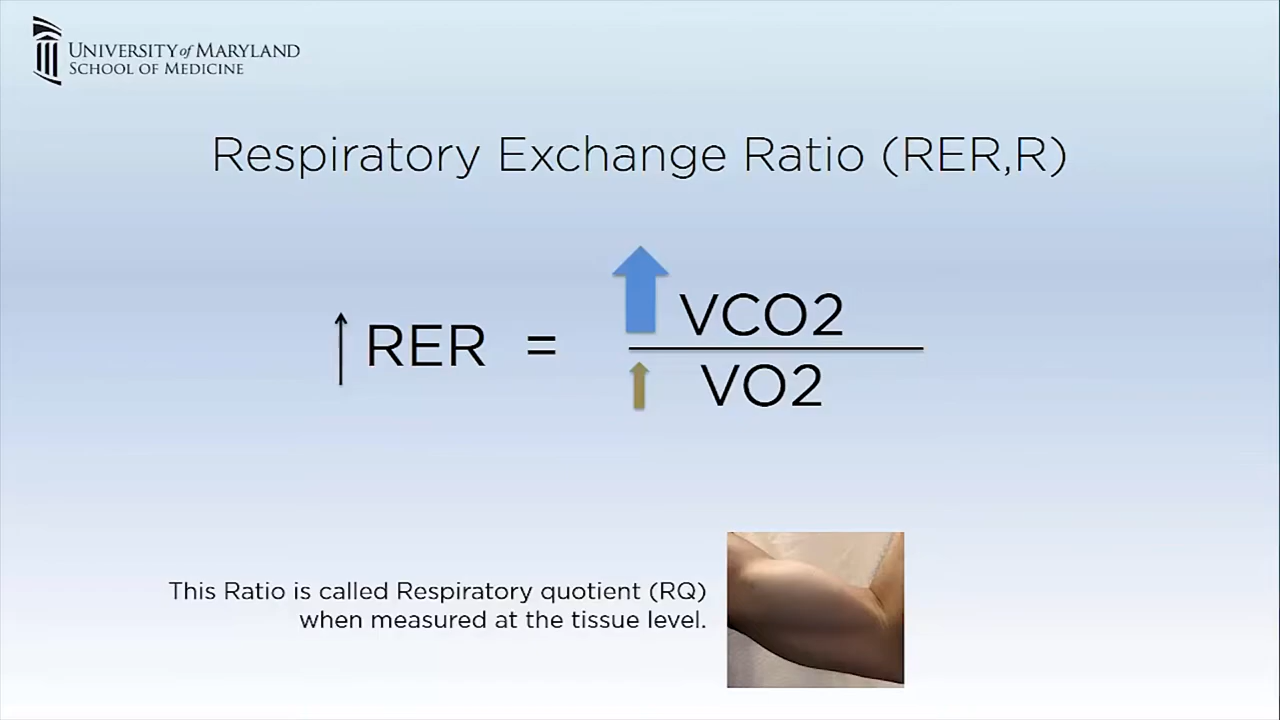 UNIVERSITY of MARYLAND
SCHOOL OF MEDICINE
Respiratory Exchange Ratio (RER,R)
RER = VCO2
VO2
This Ratio is called Respiratory quotient (RQ)
when measured at the tissue level.